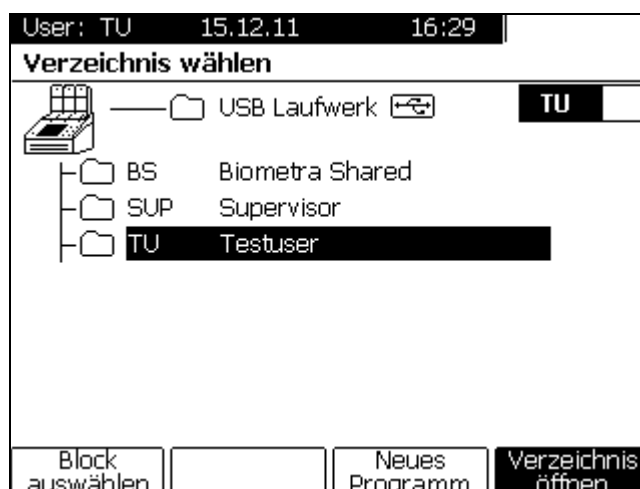 User: TU 15.12.11 16:29
Verzeichnis wählen
USB Laufwerk TU
BS Biometra Shared
SUP Supervisor
TU Testuser
Block Neues Verzeichnis
auswählen Programm öffnen